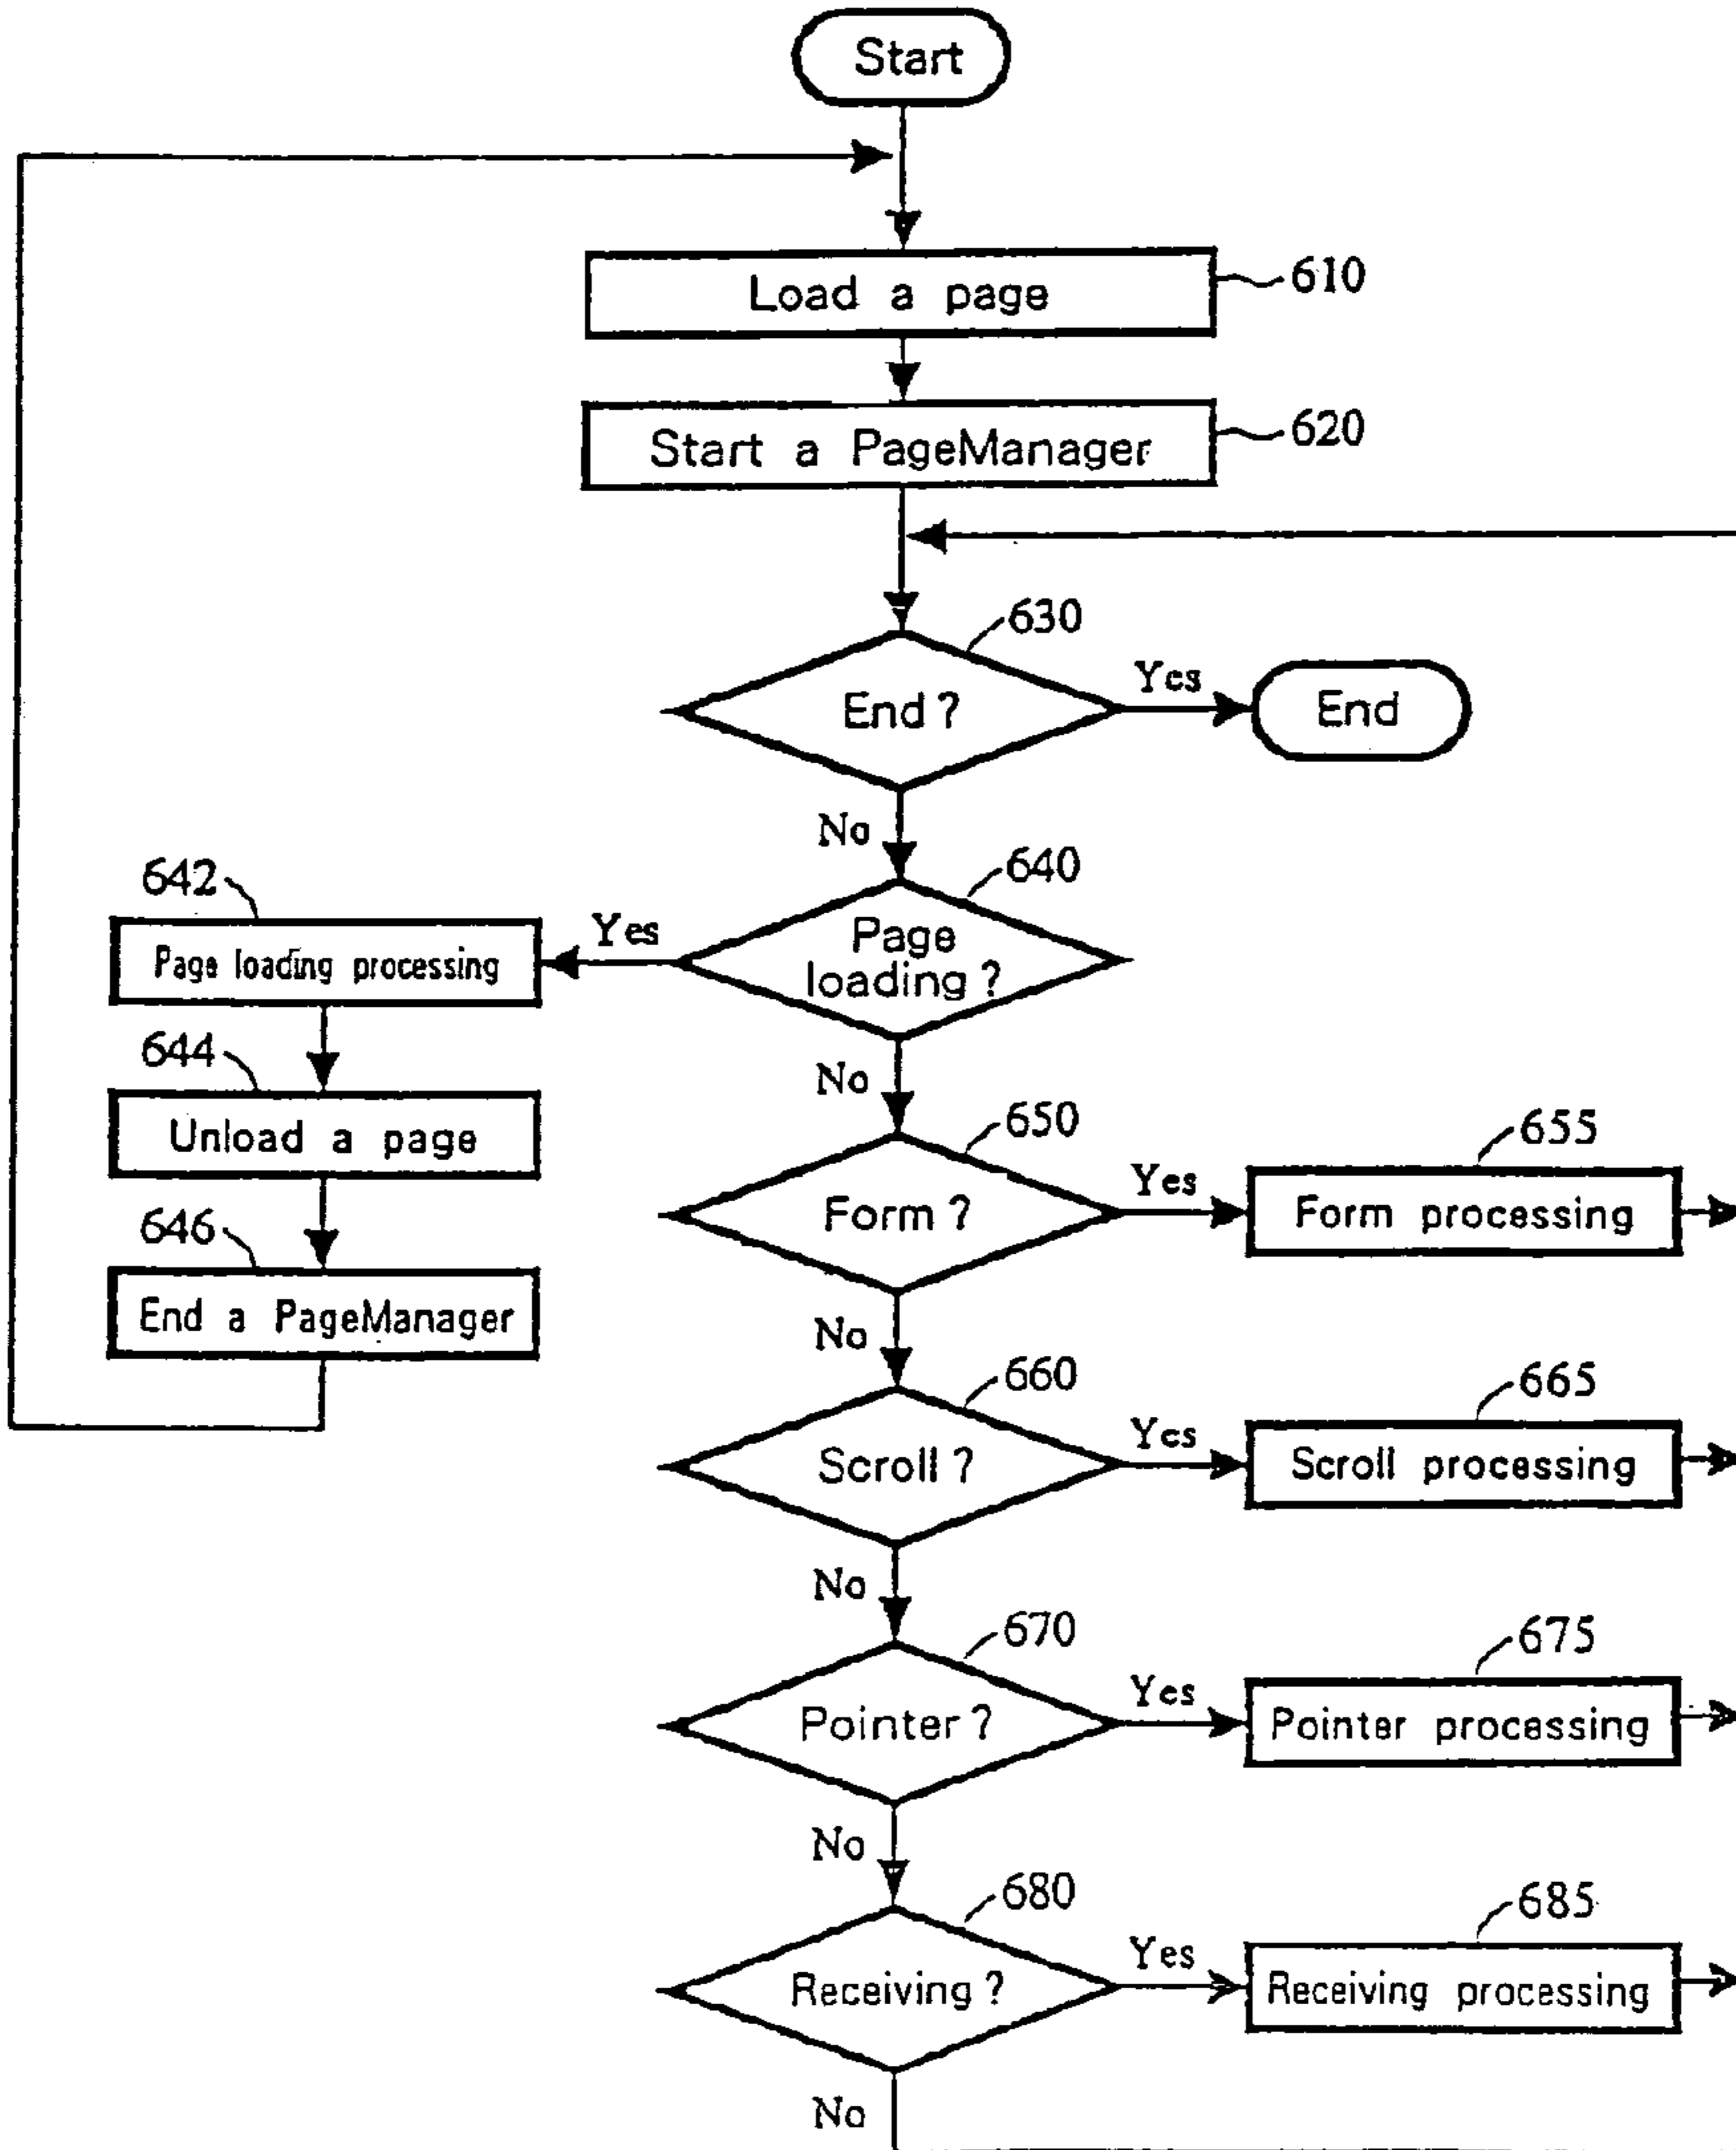 Start
Load a page
610
Start a PageManager
620
630
End ?
Yes
End
No
640
Page
loading ?
Yes
642
Page loading processing
644
Unload a page
646
End a PageManager
No
650
Form ?
Yes
655
Form processing
No
660
Scroll ?
Yes
665
Scroll processing
No
670
Pointer ?
Yes
675
Pointer processing
No
680
Receiving ?
Yes
685
Receiving processing
No